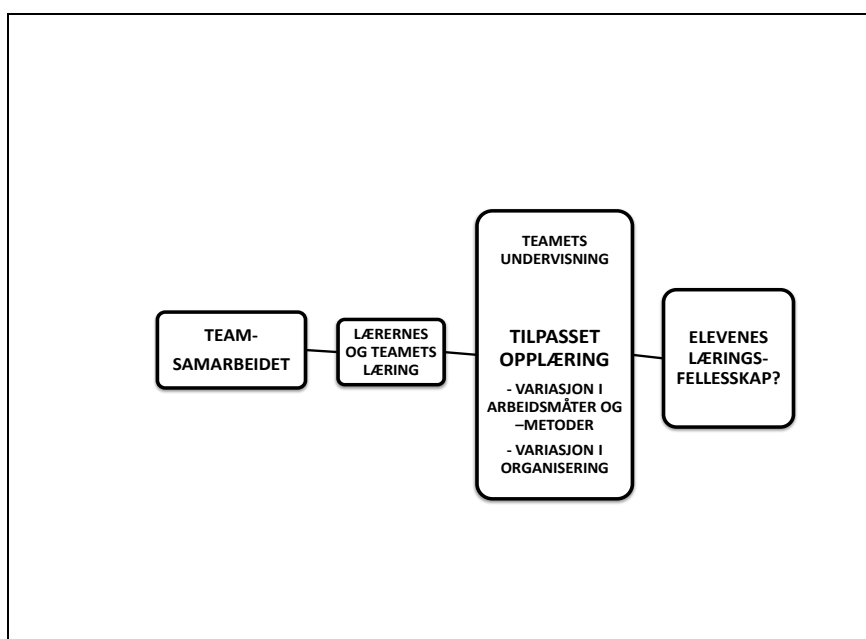 TEAM-
SAMARBEIDET
LÆRERNES
OG TEAMETS
LÆRING
TEAMETS
UNDERVISNING
TILPASSET
OPPLÆRING
- VARIASJON I
ARBEIDSMÅTER OG
–METODER
- VARIASJON I
ORGANISERING
ELEVENES
LÆRINGS-
FELLESSKAP?